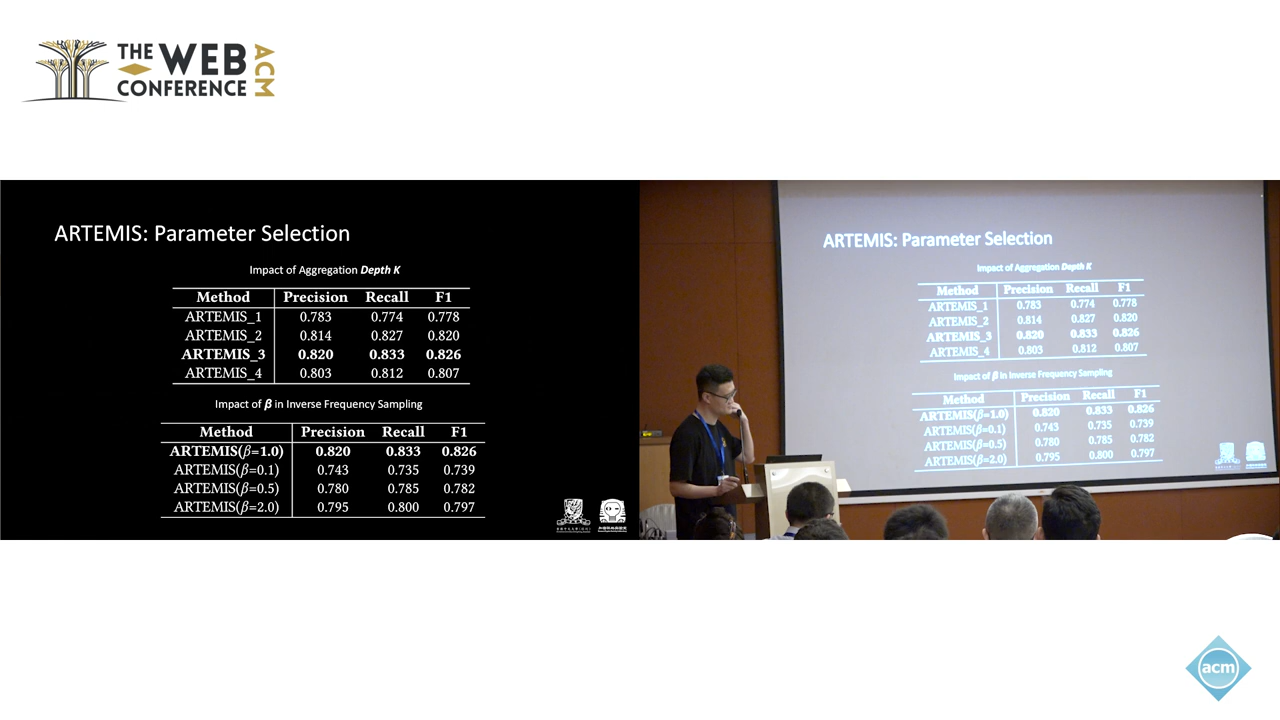 THE WEB
CONFERENCE
ACM
ARTEMIS: Parameter Selection
Impact of Aggregation Depth K
Method Precision Recall F1
ARTEMIS_1 0.783 0.774 0.778
ARTEMIS_2 0.814 0.827 0.820
ARTEMIS_3 0.820 0.833 0.826
ARTEMIS_4 0.803 0.812 0.807
Impact of β in Inverse Frequency Sampling
Method Precision Recall F1
ARTEMIS(β=1.0) 0.820 0.833 0.826
ARTEMIS(β=0.1) 0.743 0.735 0.739
ARTEMIS(β=0.5) 0.780 0.785 0.782
ARTEMIS(β=2.0) 0.795 0.800 0.797
ARTEMIS: Parameter Selection
Impact of Aggregation Depth K
Method Precision Recall F1
ARTEMIS_1 0.783 0.774 0.778
ARTEMIS_2 0.814 0.827 0.820
ARTEMIS_3 0.820 0.833 0.826
ARTEMIS_4 0.803 0.812 0.807
Impact of β in Inverse Frequency Sampling
Method Precision Recall F1
ARTEMIS(β=1.0) 0.820 0.833 0.826
ARTEMIS(β=0.1) 0.743 0.735 0.739
ARTEMIS(β=0.5) 0.780 0.785 0.782
ARTEMIS(β=2.0) 0.795 0.800 0.797
acm